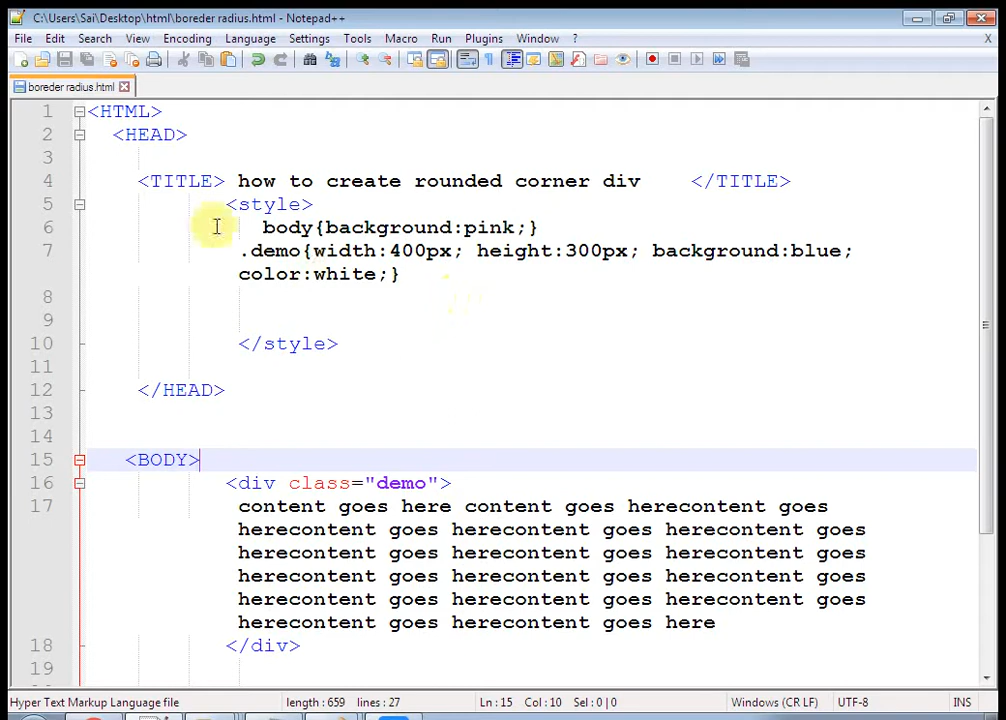 C:\Users\Sai\Desktop\html\boreder radius.html - Notepad++
File Edit Search View Encoding Language Settings Tools Macro Run Plugins Window ? X
boreder radius.html
1 <HTML>
2 <HEAD>
3
4 <TITLE> how to create rounded corner div </TITLE>
5 <style>
6 body{background:pink;}
7 .demo{width:400px; height:300px; background:blue;
color:white;}
8
9
10 </style>
11
12 </HEAD>
13
14
15 <BODY>
16 <div class="demo">
17 content goes here content goes herecontent goes
herecontent goes herecontent goes herecontent goes
herecontent goes herecontent goes herecontent goes
herecontent goes herecontent goes herecontent goes
herecontent goes herecontent goes herecontent goes
herecontent goes herecontent goes here
18 </div>
19
Hyper Text Markup Language file length : 659 lines : 27 Ln : 15 Col : 10 Sel : 0 | 0 Windows (CR LF) UTF-8 INS